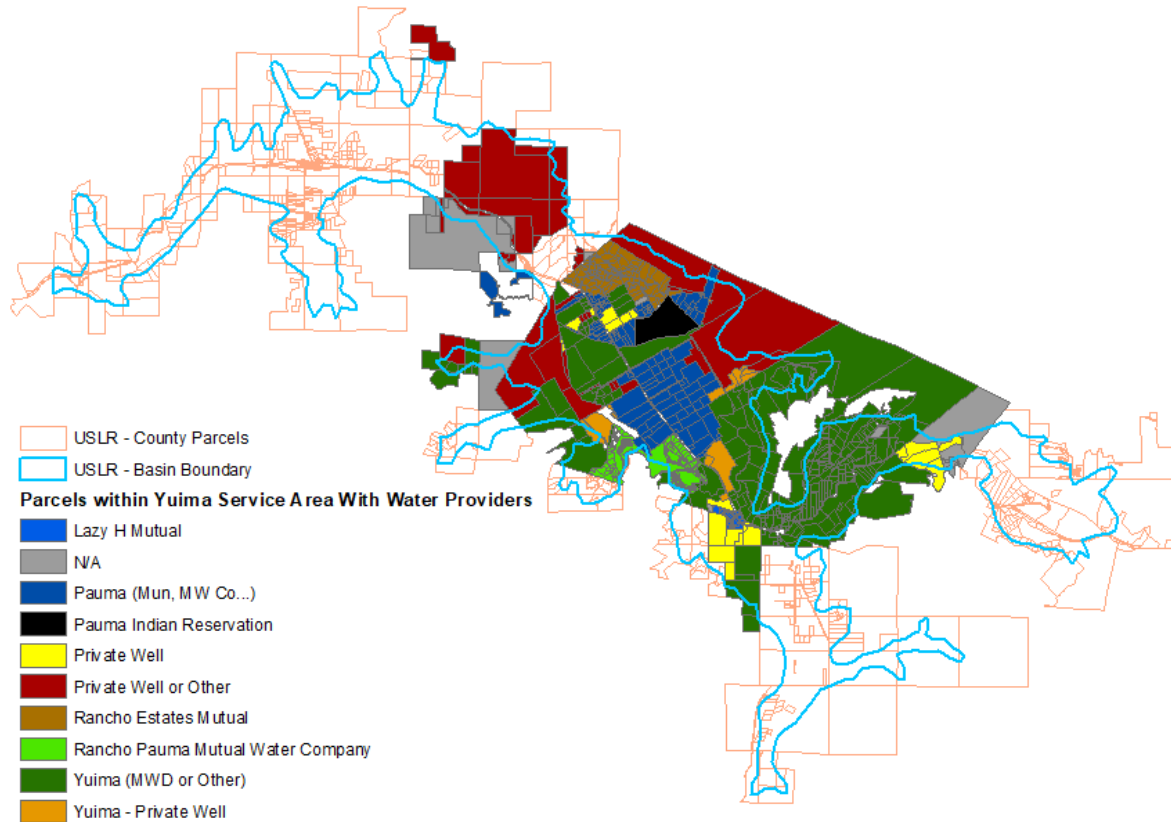 USLR - County Parcels
USLR - Basin Boundary
Parcels within Yuima Service Area With Water Providers
Lazy H Mutual
N/A
Pauma (Mun, MW Co...)
Pauma Indian Reservation
Private Well
Private Well or Other
Rancho Estates Mutual
Rancho Pauma Mutual Water Company
Yuima (MWD or Other)
Yuima - Private Well